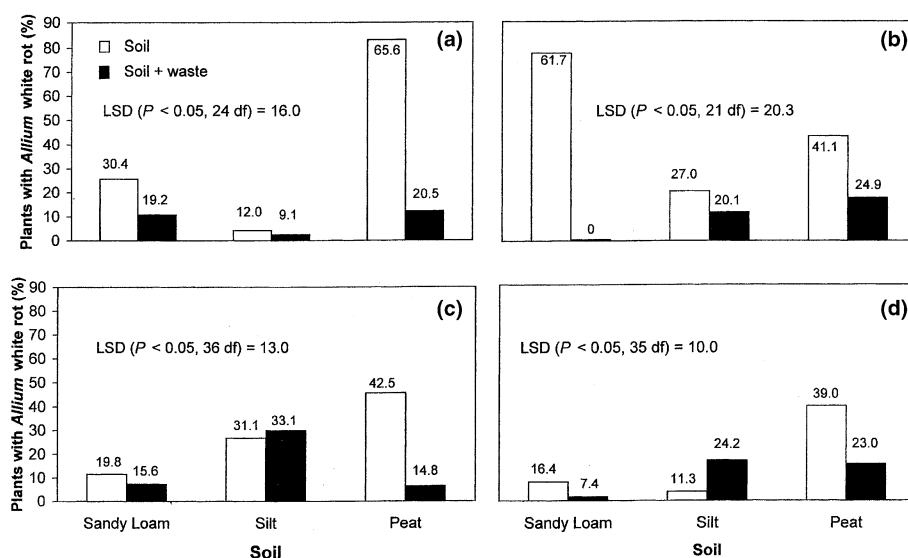 Plants with Allium white rot (%)
90
80
70
60
50
40
30
20
10
0
Soil
Soil + waste
LSD (P < 0.05, 24 df) = 16.0
(a)
30.4
19.2
12.0
9.1
65.6
20.5
(b)
LSD (P < 0.05, 21 df) = 20.3
61.7
0
27.0
20.1
41.1
24.9
Plants with Allium white rot (%)
90
80
70
60
50
40
30
20
10
0
(c)
LSD (P < 0.05, 36 df) = 13.0
19.8
15.6
31.1
33.1
42.5
14.8
Sandy Loam
Silt
Peat
Soil
(d)
LSD (P < 0.05, 35 df) = 10.0
16.4
7.4
11.3
24.2
39.0
23.0
Sandy Loam
Silt
Peat
Soil